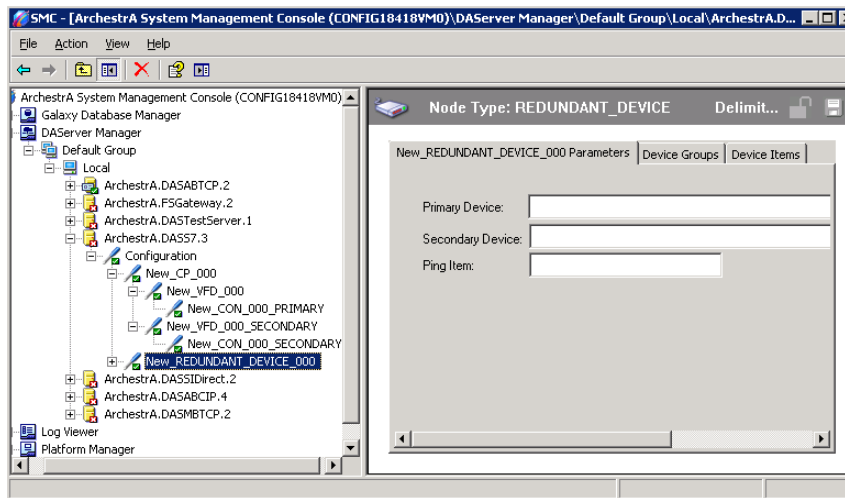 SMC - [ArchestrA System Management Console (CONFIG18418VM0)\DAServer Manager\Default Group\Local\ArchestrA.D...
File Action View Help
ArchestrA System Management Console (CONFIG18418VM0)
Galaxy Database Manager
DAServer Manager
Default Group
Local
ArchestrA.DASABTCP.2
ArchestrA.FSGateway.2
ArchestrA.DASTestServer.1
ArchestrA.DASS7.3
Configuration
New_CP_000
New_VFD_000
New_CON_000_PRIMARY
New_VFD_000_SECONDARY
New_CON_000_SECONDARY
New_REDUNDANT_DEVICE_000
ArchestrA.DASSIDirect.2
ArchestrA.DASABCIP.4
ArchestrA.DASMBTCP.2
Log Viewer
Platform Manager
Node Type: REDUNDANT_DEVICE Delimit...
New_REDUNDANT_DEVICE_000 Parameters Device Groups Device Items
Primary Device:
Secondary Device:
Ping Item: